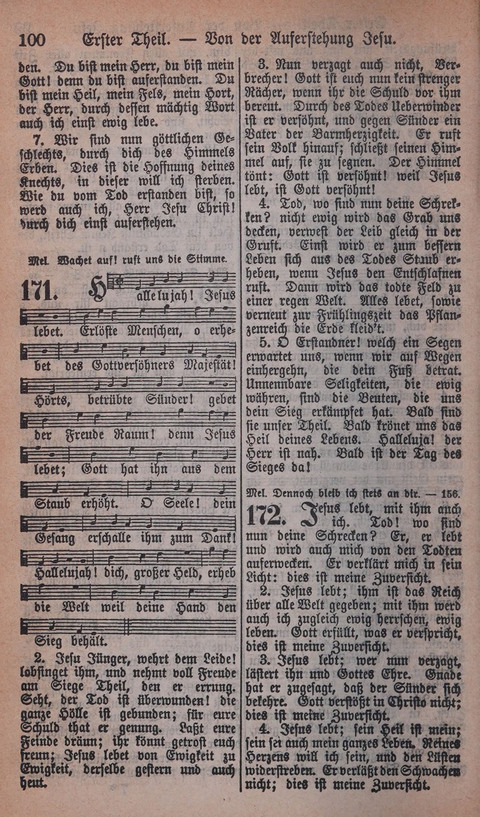 100 Erster Theil. — Von der Auferstehung Jesu.
den. Du bist mein Herr, du bist mein
Gott! denn du bist auferstanden. Du
bist mein Heil, mein Fels, mein Hort,
der Herr, durch dessen mächtig Wort
auch ich einst ewig lebe.
7. Wir sind nun göttlichen Ge-
schlechts, durch dich des Himmels
Erben. Dies ist die Hoffnung deines
Knechts, in dieser will ich sterben.
Wie du vom Tod erstanden bist, so
werd auch ich, Herr Jesu Christ!
durch dich einst auferstehen.
Mel. Wachet auf! ruft uns die Stimme.
171. Hallelujah! Jesus
lebet. Erlöste Menschen, o erhe-
bet des Gottversöhners Majestät!
Hörts, betrübte Sünder! gebet
der Freude Raum! denn Jesus
lebet; Gott hat ihn aus dem
Staub erhöht. O Seele! dein
Gesang erschalle ihm zum Dank!
Hallelujah! dich, großer Held, erheb
die Welt weil deine Hand den
Sieg behält.
2. Jesu Jünger, wehrt dem Leide!
lobsinget ihm, und nehmt voll Freude
am Siege Theil, den er errung.
Seht, der Tod ist überwunden! die
ganze Hölle ist gebunden; für eure
Schuld that er genung. Laßt eure
Feinde dräun; ihr könnt getrost euch
freun; Jesus lebet von Ewigkeit zu
Ewigkeit, derselbe gestern und auch
heut.
3. Nun verzagt auch nicht, Ver-
brecher! Gott ist euch nun kein strenger
Rächer, wenn ihr die Schuld vor ihm
bereut. Durch des Todes Ueberwinder
ist er versöhnt, und gegen Sünder ein
Vater der Barmherzigkeit. Er ruft
sein Volk hinauf; schließt seinen Him-
mel auf, sie zu segnen. Der Himmel
tönt: Gott ist versöhnt! weil Jesus
lebt, ist Gott versöhnt!
4. Tod, wo sind nun deine Schrek-
ken? nicht ewig wird das Grab uns
decken, verwest der Leib gleich in der
Gruft. Einst wird er zum bessern
Leben sich aus des Todes Staub er-
heben, wenn Jesus den Entschlafnen
ruft. Dann wird das todte Feld zu
einer regen Welt. Alles lebet, sowie
verneut zur Frühlingszeit das Pflan-
zenreich die Erde kleid't.
5. O Erstandner! welch ein Segen
erwartet uns, wenn wir auf Wegen
einhergehn, die dein Fuß betrat.
Unnennbare Seligkeiten, die ewig
währen, sind die Beuten, die uns
dein Sieg erkämpfet hat. Bald sind
sie unser Theil. Bald krönet uns das
Heil deines Lebens. Halleluja! der
Herr ist nah. Bald ist der Tag des
Sieges da!
Mel. Dennoch bleib ich stets an dir. — 156.
172. Jesus lebt, mit ihm auch
ich. Tod! wo sind
nun deine Schrecken? Er, er lebt
und wird auch mich von den Todten
auferwecken. Er verklärt mich in sein
Licht: dies ist meine Zuversicht.
2. Jesus lebt; ihm ist das Reich
über alle Welt gegeben; mit ihm werd
auch ich zugleich ewig herrschen, ewig
leben. Gott erfüllt, was er verspricht,
dies ist meine Zuversicht.
3. Jesus lebt; wer nun verzagt,
lästert ihn und Gottes Ehre. Gnade
hat er zugesagt, daß der Sünder sich
bekehre. Gott verstößt in Christo nicht;
dies ist meine Zuversicht.
4. Jesus lebt; sein Heil ist mein;
sein sei auch mein ganzes Leben. Reines
Herzens will ich sein, und den Lüsten
widerstreben. Er verläßt den Schwachen
nicht; dies ist meine Zuversicht.